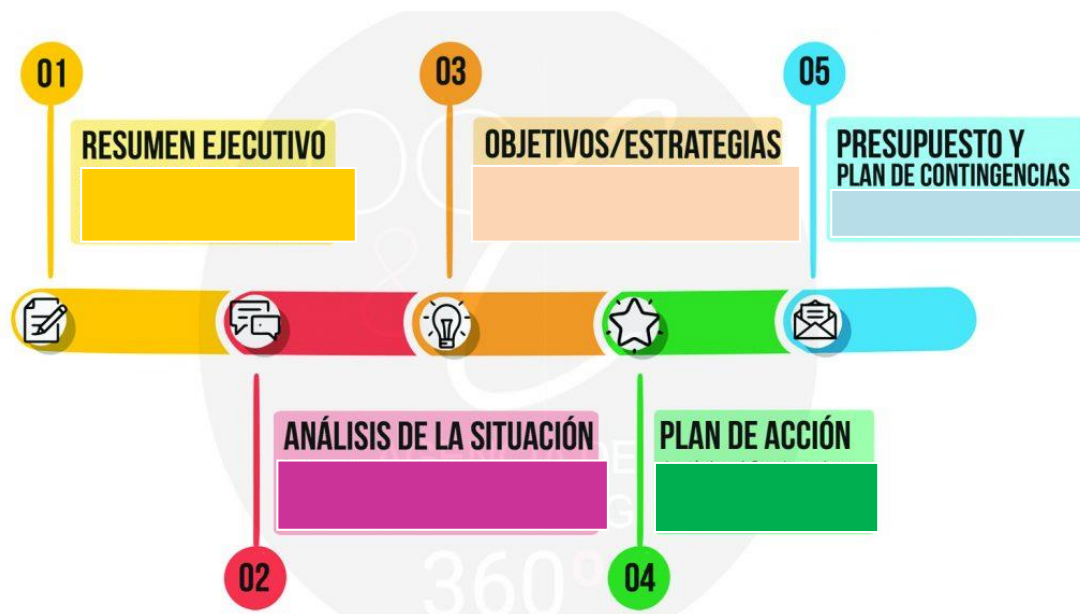 01
RESUMEN EJECUTIVO
03
OBJETIVOS/ESTRATEGIAS
05
PRESUPUESTO Y
PLAN DE CONTINGENCIAS
ANÁLISIS DE LA SITUACIÓN
02
PLAN DE ACCIÓN
04
360°